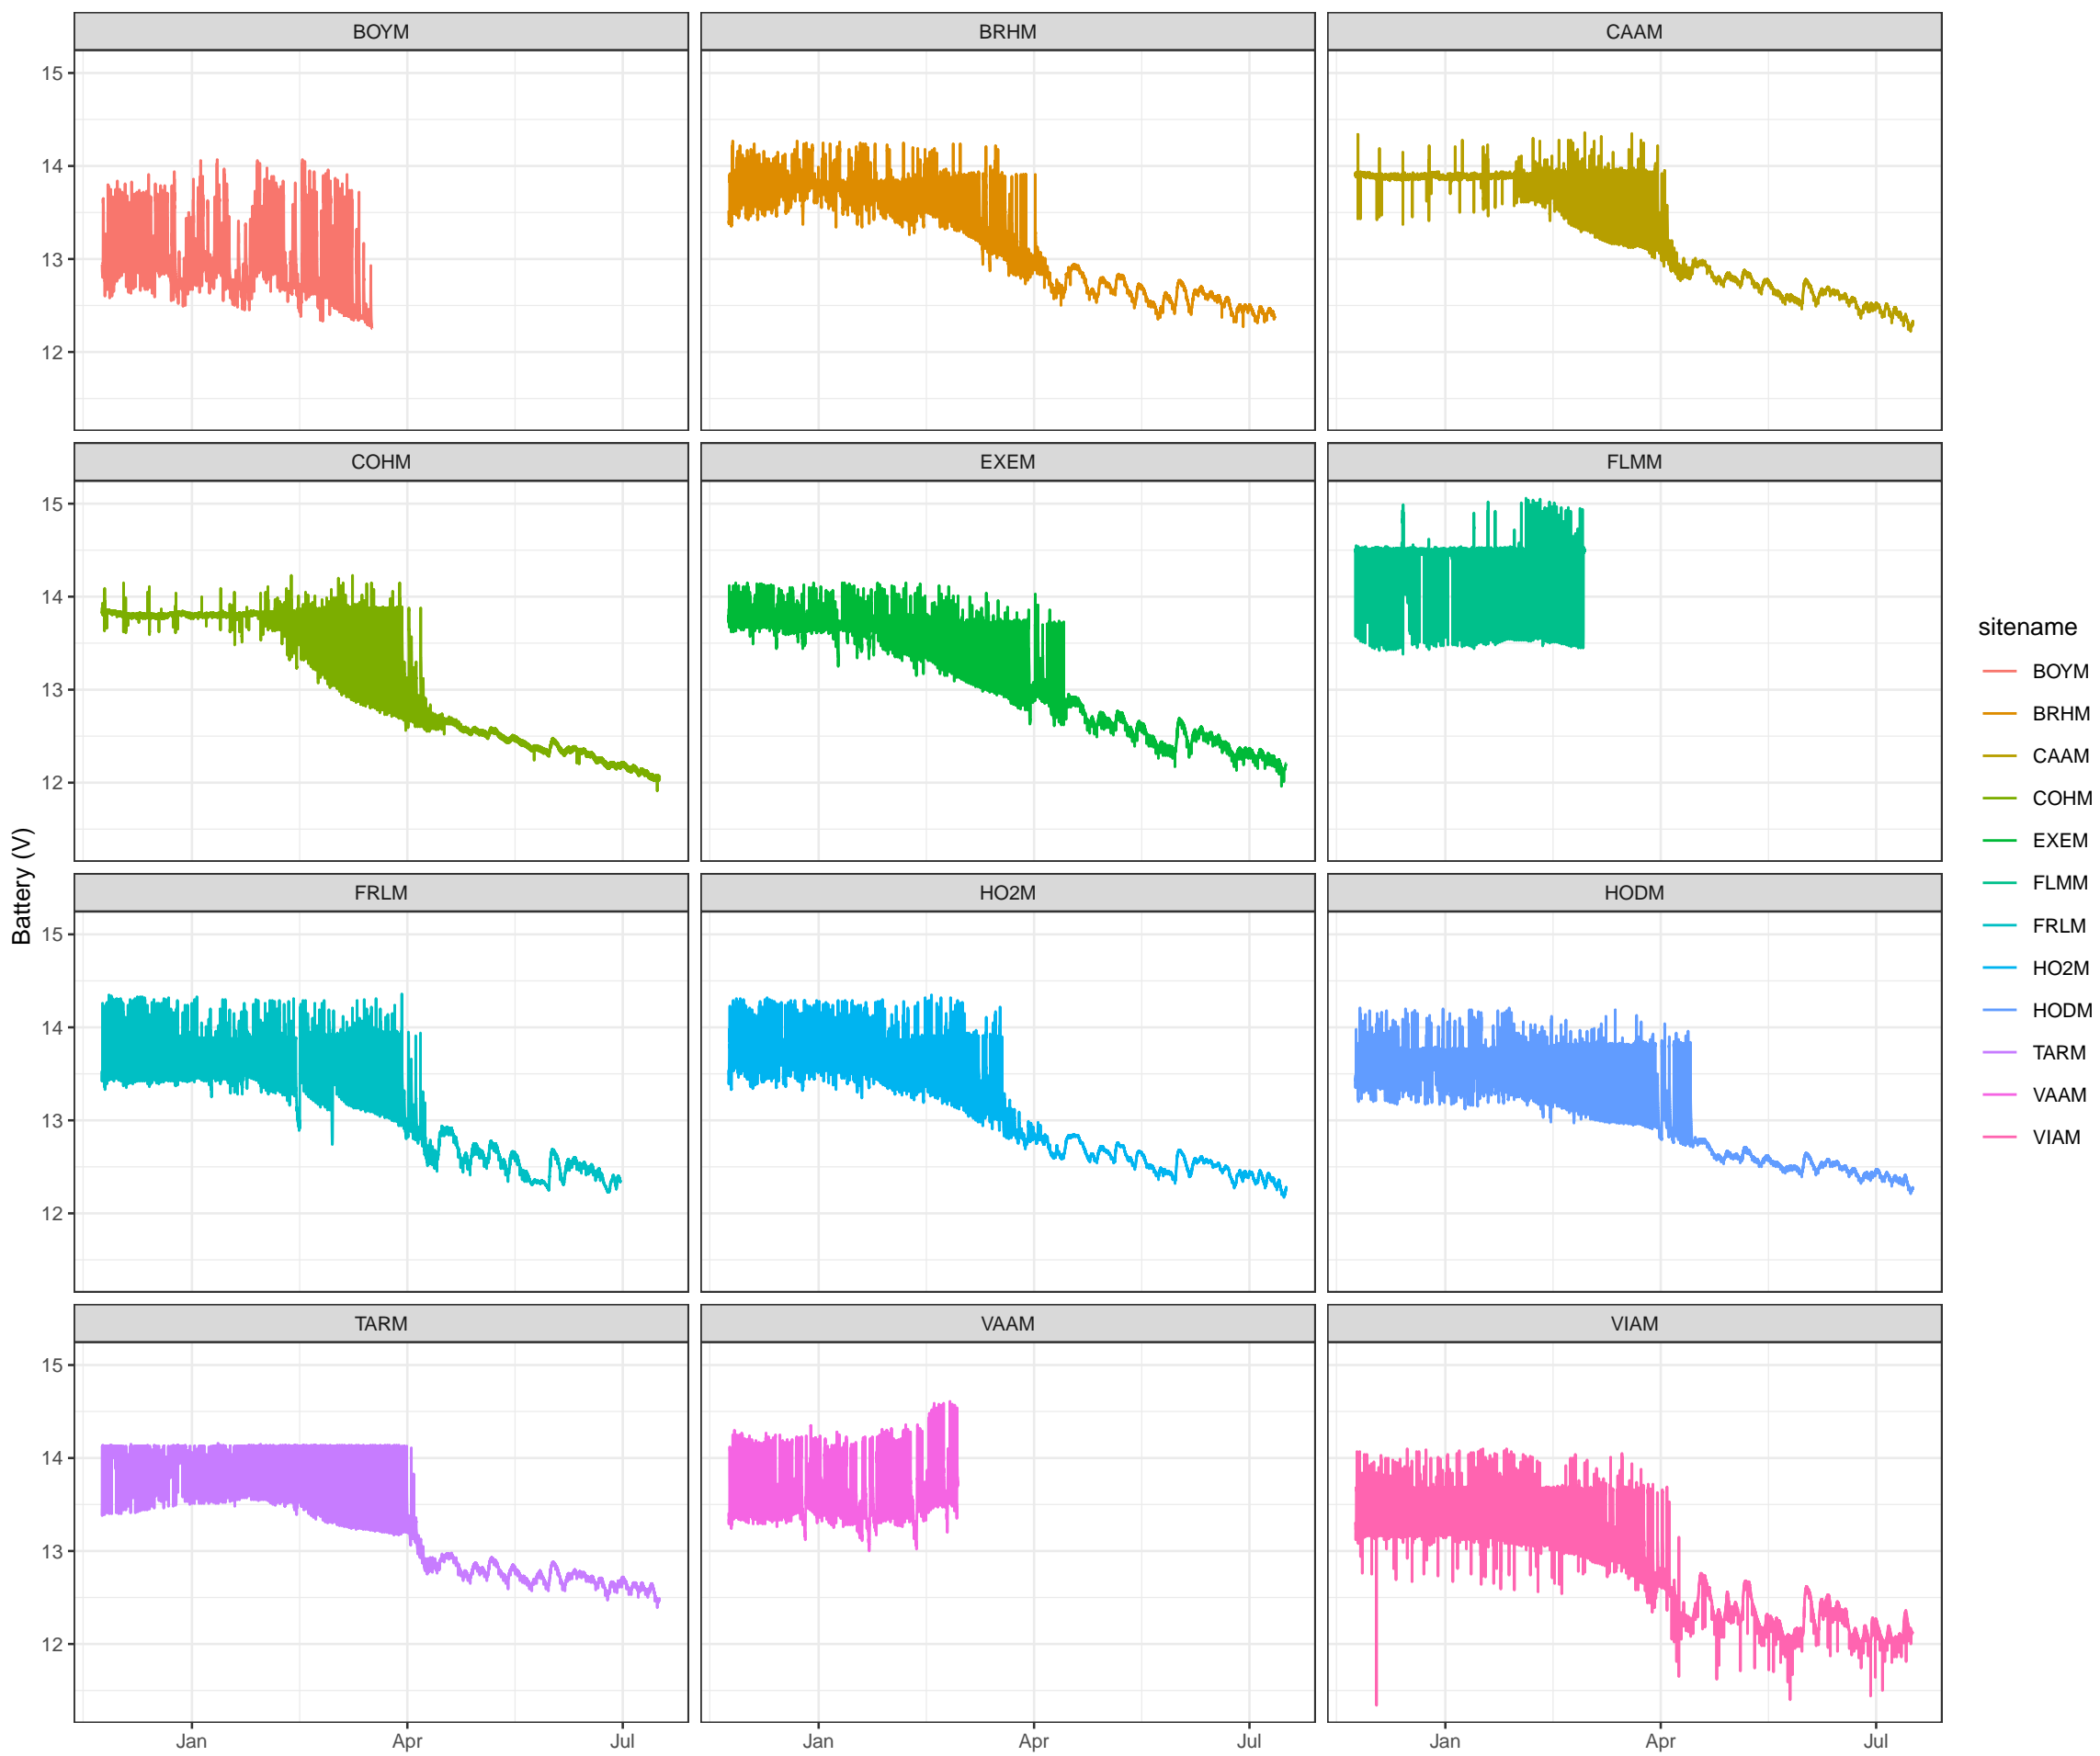 BOYM BRHM CAAM
15
14
13
12
COHM EXEM FLMM
15
14
13
12
FRLM HO2M HODM
15
14
13
12
TARM VAAM VIAM
15
14
13
12
Jan Apr Jul Jan Apr Jul Jan Apr Jul
Battery (V)
sitename
BOYM
BRHM
CAAM
COHM
EXEM
FLMM
FRLM
HO2M
HODM
TARM
VAAM
VIAM